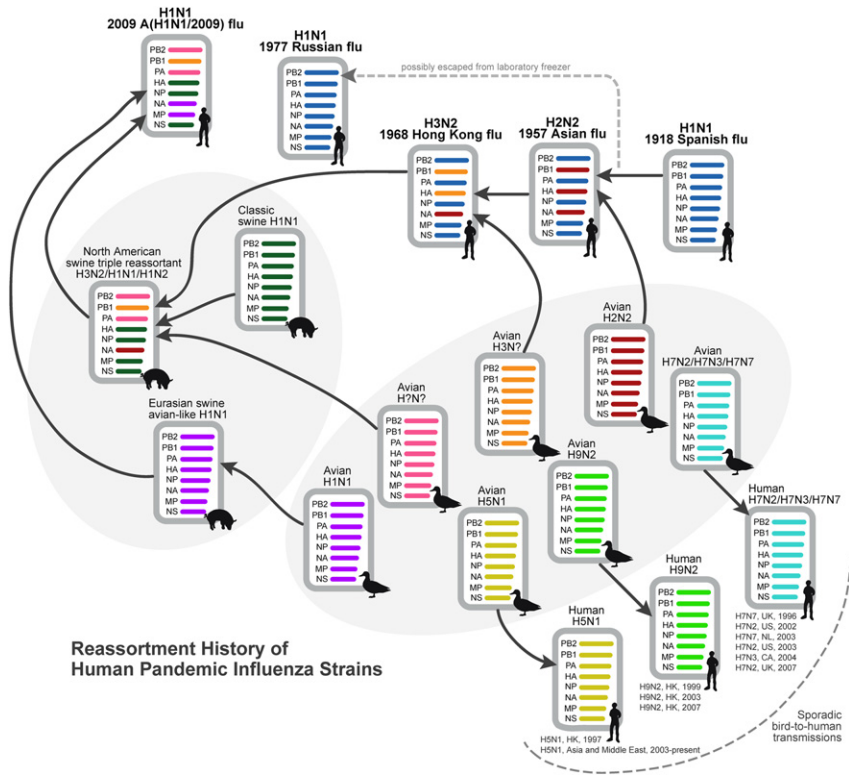 H1N1
2009 A(H1N1/2009) flu
PB2
PB1
PA
HA
NP
NA
MP
NS
H1N1
1977 Russian flu
PB2
PB1
PA
HA
NP
NA
MP
NS
possibly escaped from laboratory freezer
H3N2
1968 Hong Kong flu
PB2
PB1
PA
HA
NP
NA
MP
NS
H2N2
1957 Asian flu
PB2
PB1
PA
HA
NP
NA
MP
NS
H1N1
1918 Spanish flu
PB2
PB1
PA
HA
NP
NA
MP
NS
Classic
swine H1N1
PB2
PB1
PA
HA
NP
NA
MP
NS
North American
swine triple reassortant
H3N2/H1N1/H1N2
PB2
PB1
PA
HA
NP
NA
MP
NS
Eurasian swine
avian-like H1N1
PB2
PB1
PA
HA
NP
NA
MP
NS
Avian
H1N1
PB2
PB1
PA
HA
NP
NA
MP
NS
Avian
H?N?
PB2
PB1
PA
HA
NP
NA
MP
NS
Avian
H3N?
PB2
PB1
PA
HA
NP
NA
MP
NS
Avian
H2N2
PB2
PB1
PA
HA
NP
NA
MP
NS
Avian
H7N2/H7N3/H7N7
PB2
PB1
PA
HA
NP
NA
MP
NS
Avian
H5N1
PB2
PB1
PA
HA
NP
NA
MP
NS
Avian
H9N2
PB2
PB1
PA
HA
NP
NA
MP
NS
Human
H7N2/H7N3/H7N7
PB2
PB1
PA
HA
NP
NA
MP
NS
H7N7, UK, 1996
H7N2, US, 2002
H7N7, NL, 2003
H7N2, US, 2003
H7N3, CA, 2004
H7N2, UK, 2007
Human
H9N2
PB2
PB1
PA
HA
NP
NA
MP
NS
H9N2, HK, 1999
H9N2, HK, 2003
H9N2, HK, 2007
Human
H5N1
PB2
PB1
PA
HA
NP
NA
MP
NS
H5N1, HK, 1997
H5N1, Asia and Middle East, 2003-present
Reassortment History of
Human Pandemic Influenza Strains
Sporadic
bird-to-human
transmissions